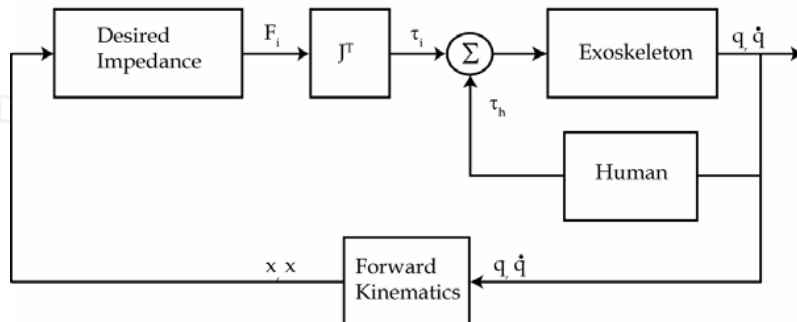 Desired
Impedance
Fᵢ
Jᵀ
τᵢ
Σ
τₕ
Exoskeleton
q, q̇
Human
x, x
Forward
Kinematics
q, q̇